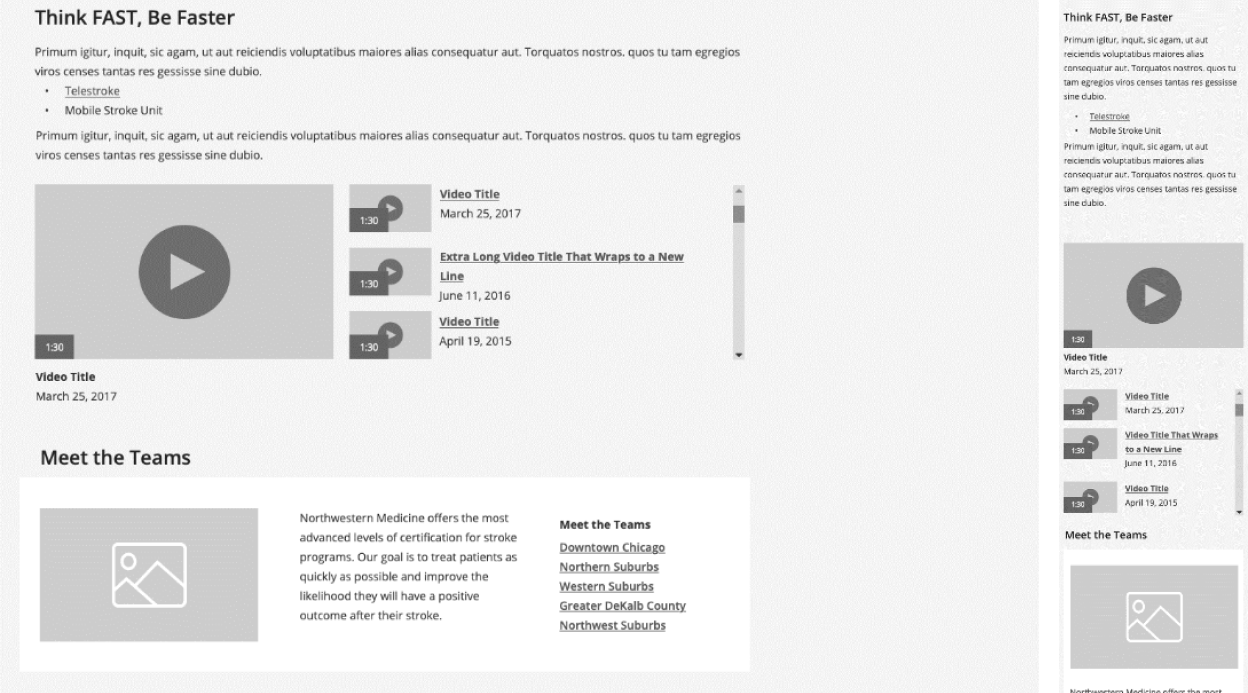 Think FAST, Be Faster
Primum igitur, inquit, sic agam, ut aut reiciendis voluptatibus maiores alias consequatur aut. Torquatos nostros. quos tu tam egregios
viros censes tantas res gessisse sine dubio.
• Telestroke
• Mobile Stroke Unit
Primum igitur, inquit, sic agam, ut aut reiciendis voluptatibus maiores alias consequatur aut. Torquatos nostros. quos tu tam egregios
viros censes tantas res gessisse sine dubio.
1:30
Video Title
March 25, 2017
1:30
Video Title
March 25, 2017
1:30
Extra Long Video Title That Wraps to a New
Line
June 11, 2016
1:30
Video Title
April 19, 2015
Meet the Teams
Northwestern Medicine offers the most
advanced levels of certification for stroke
programs. Our goal is to treat patients as
quickly as possible and improve the
likelihood they will have a positive
outcome after their stroke.
Meet the Teams
Downtown Chicago
Northern Suburbs
Western Suburbs
Greater DeKalb County
Northwest Suburbs
Think FAST, Be Faster
Primum igitur, inquit, sic agam, ut aut
reiciendis voluptatibus maiores alias
consequatur aut. Torquatos nostros. quos tu
tam egregios viros censes tantas res gessisse
sine dubio.
• Telestroke
• Mobile Stroke Unit
Primum igitur, inquit, sic agam, ut aut
reiciendis voluptatibus maiores alias
consequatur aut. Torquatos nostros. quos tu
tam egregios viros censes tantas res gessisse
sine dubio.
1:30
Video Title
March 25, 2017
1:30
Video Title
March 25, 2017
1:30
Video Title That Wraps
to a New Line
June 11, 2016
1:30
Video Title
April 19, 2015
Meet the Teams
Northwestern Medicine offers the most